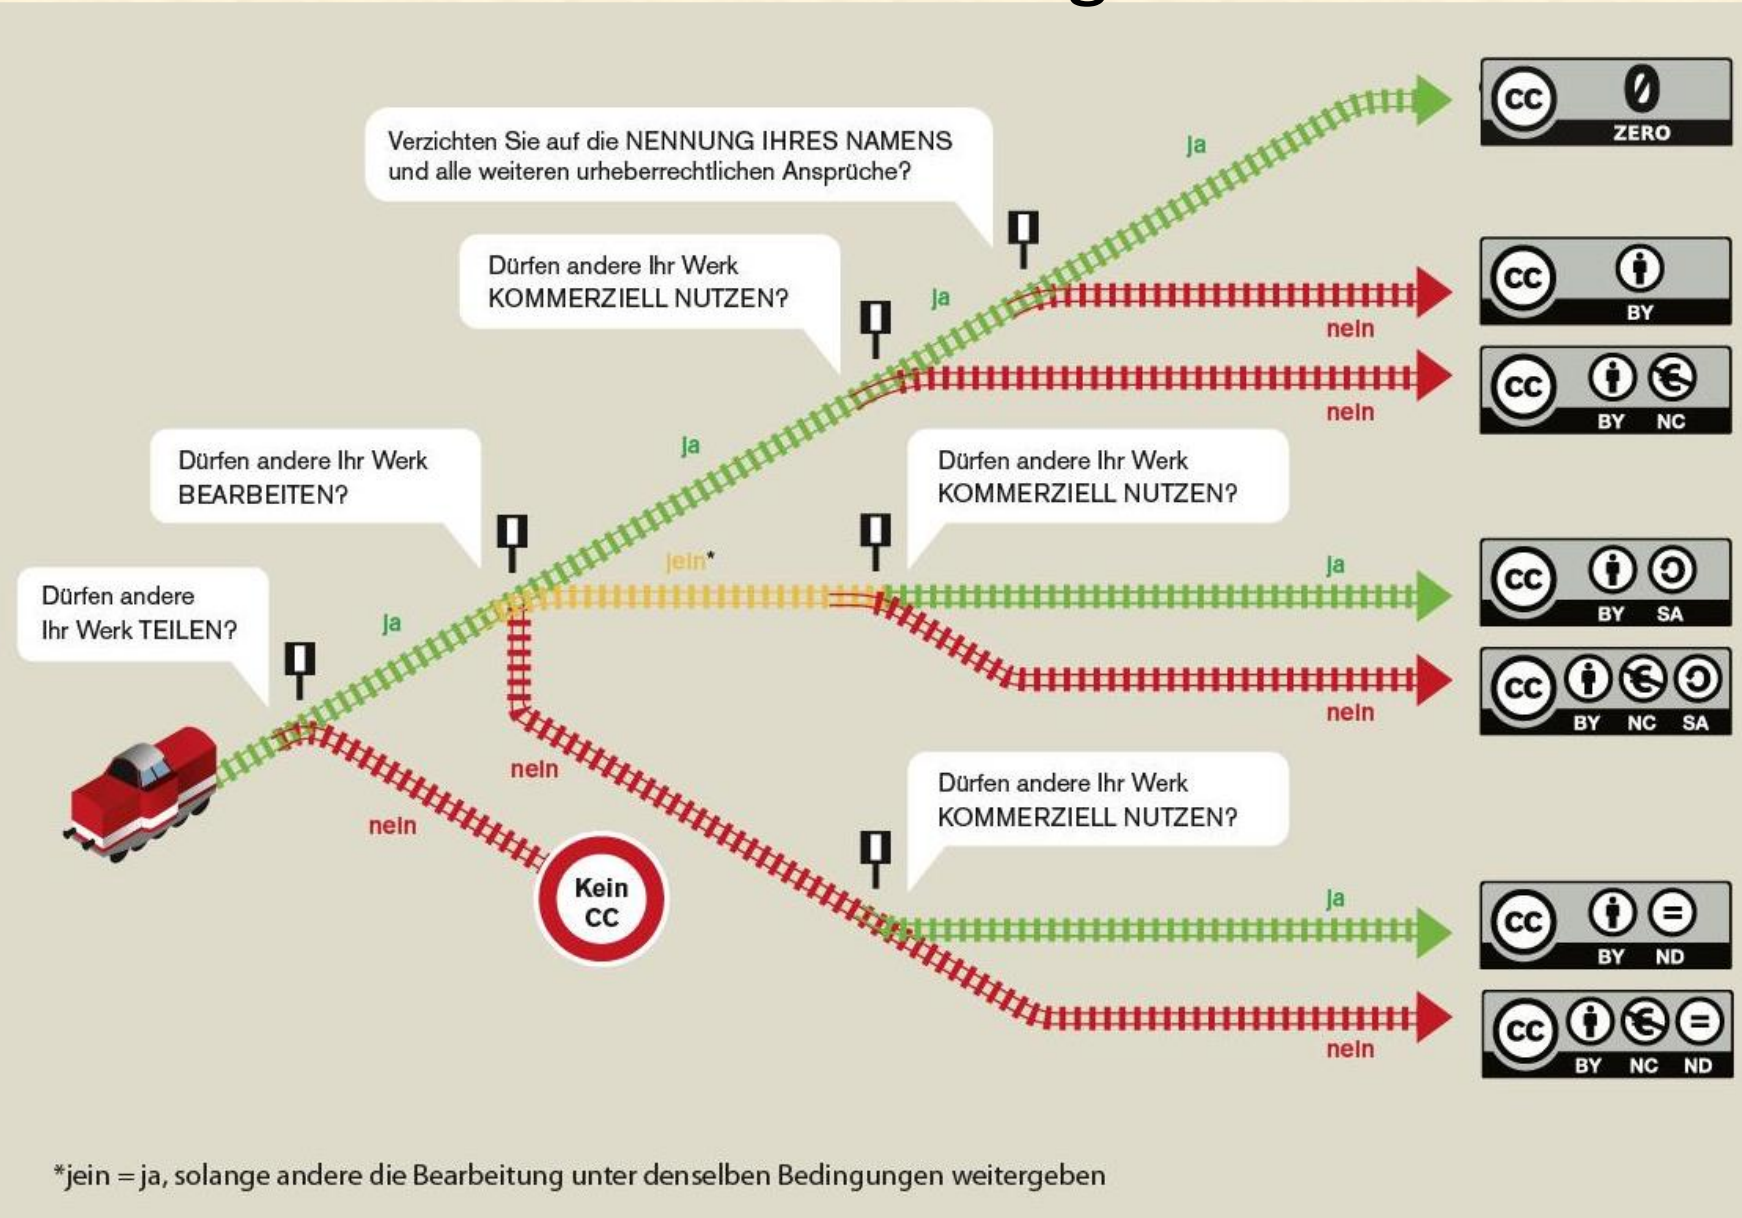 g
CC
0
ZERO
Verzichten Sie auf die NENNUNG IHRES NAMENS
und alle weiteren urheberrechtlichen Ansprüche?
ja
CC
BY
Dürfen andere Ihr Werk
KOMMERZIELL NUTZEN?
ja
nein
CC
BY NC
nein
Dürfen andere Ihr Werk
BEARBEITEN?
ja
Dürfen andere Ihr Werk
KOMMERZIELL NUTZEN?
jein*
ja
CC
BY SA
Dürfen andere
Ihr Werk TEILEN?
ja
CC
BY NC SA
nein
nein
nein
Kein
CC
Dürfen andere Ihr Werk
KOMMERZIELL NUTZEN?
ja
CC
BY ND
nein
CC
BY NC ND
*jein = ja, solange andere die Bearbeitung unter denselben Bedingungen weitergeben